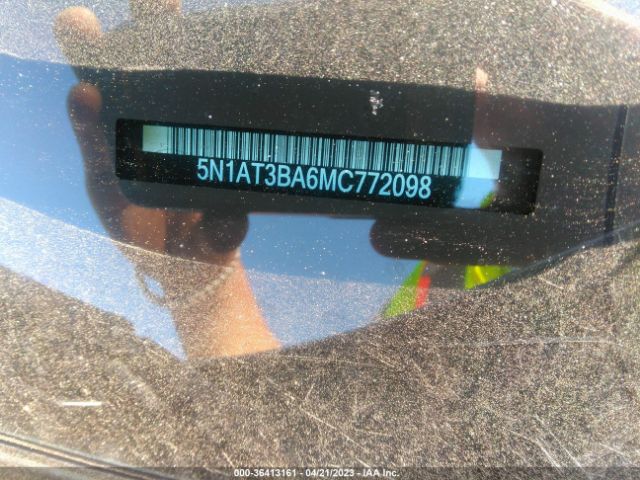 5N1AT3BA6MC772098
000-36413161 - 04/21/2023 - IAA Inc.